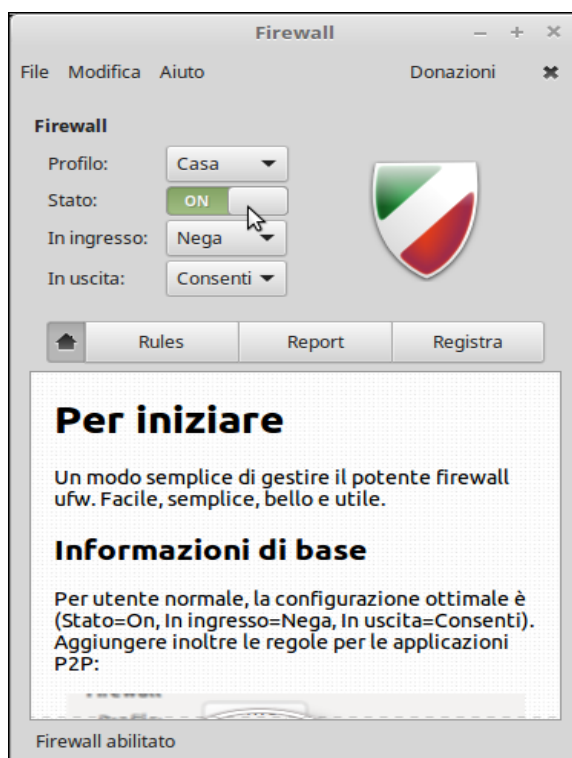 Firewall
File Modifica Aiuto Donazioni
Firewall
Profilo: Casa
Stato: ON
In ingresso: Nega
In uscita: Consenti
Rules Report Registra
Per iniziare
Un modo semplice di gestire il potente firewall
ufw. Facile, semplice, bello e utile.
Informazioni di base
Per utente normale, la configurazione ottimale è
(Stato=On, In ingresso=Nega, In uscita=Consenti).
Aggiungere inoltre le regole per le applicazioni
P2P:
Firewall abilitato